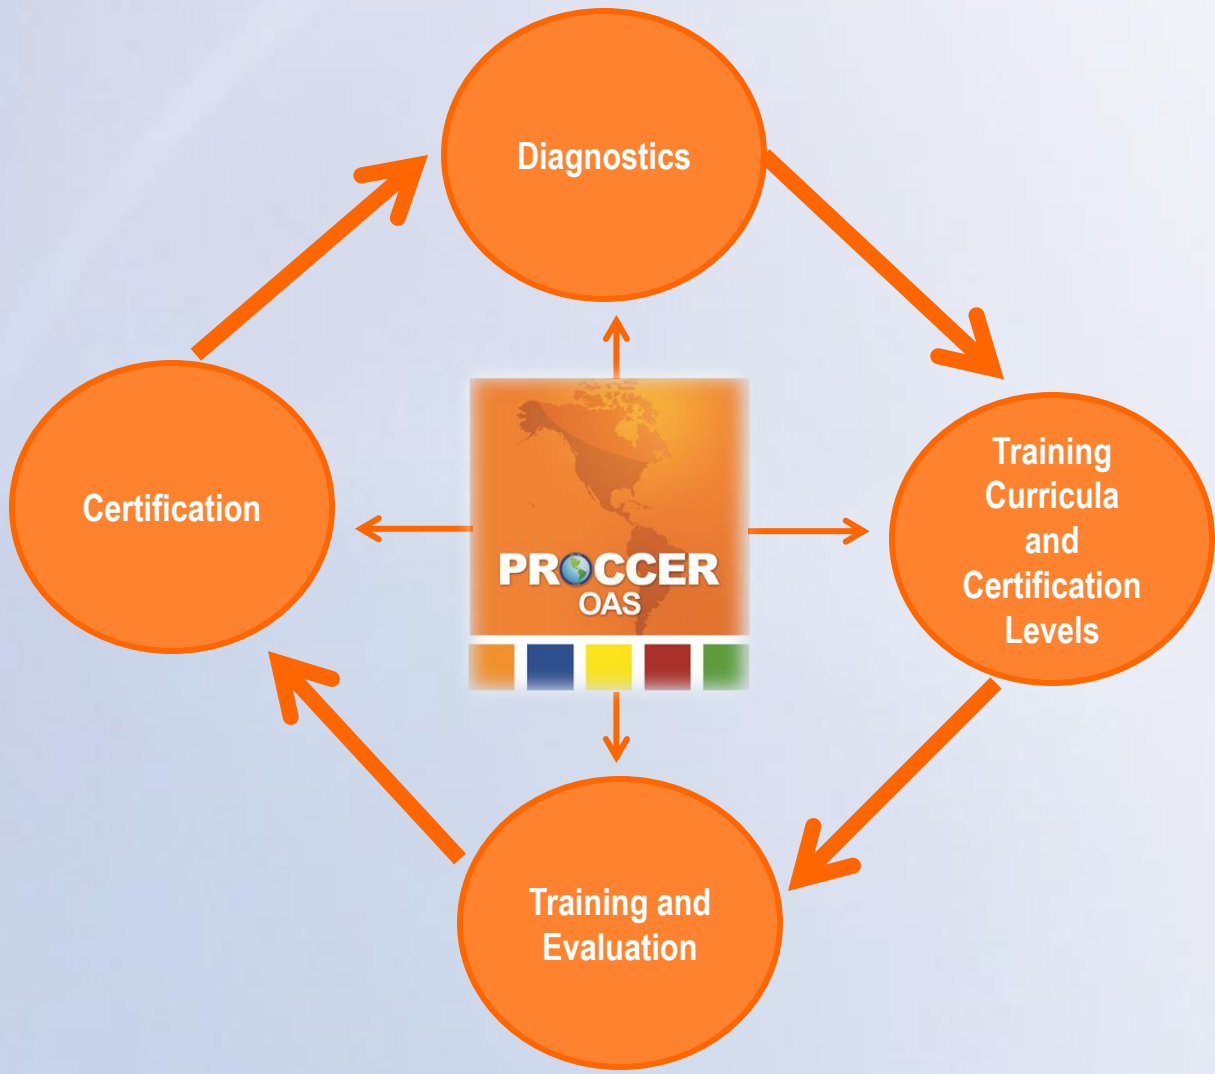 Diagnostics
Training
Curricula
and
Certification
Levels
Training and
Evaluation
Certification
PROCCER
OAS